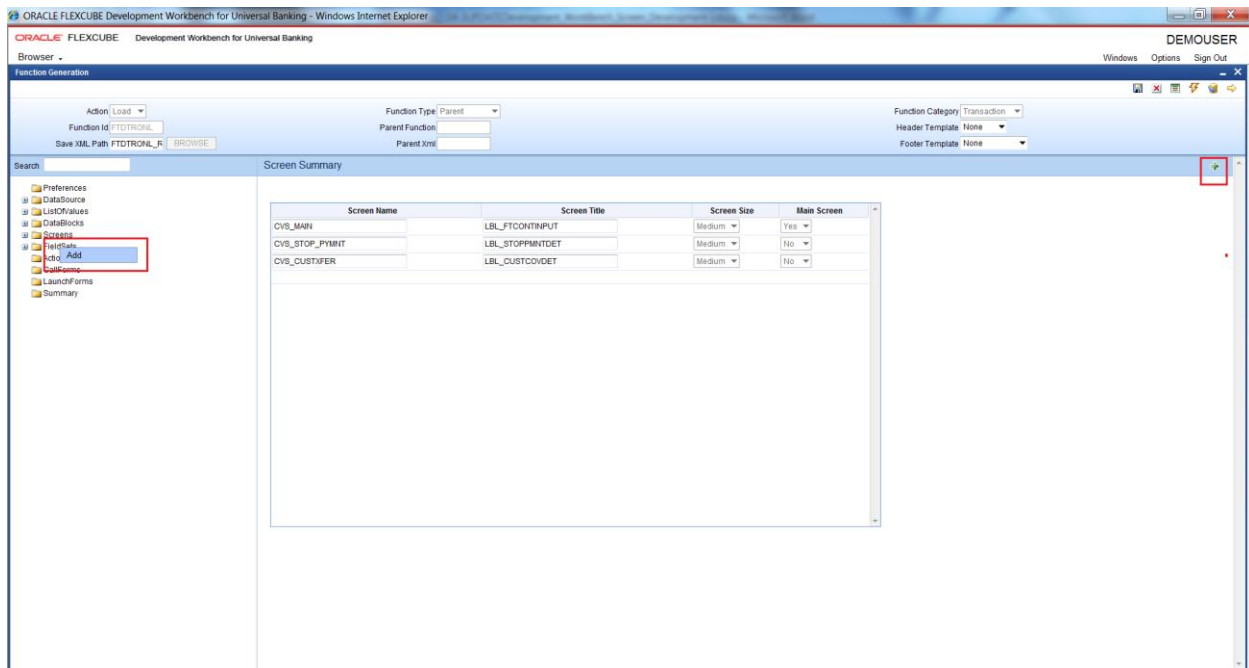 ORACLE FLEXCUBE Development Workbench for Universal Banking - Windows Internet Explorer
ORACLE FLEXCUBE Development Workbench for Universal Banking
DEMOUSER
Browser
Windows Options Sign Out
Function Generation
Action Load Function Type Parent Function Category Transaction
Function Id FTDTRONL Parent Function Header Template None
Save XML Path FTDTRONL_R BROWSE Parent Xml Footer Template None
Search Screen Summary
Preferences
DataSource
ListOfValues
DataBlocks
Screens
FieldSets
Add
Actio
CallForms
LaunchForms
Summary
Screen Name Screen Title Screen Size Main Screen
CVS_MAIN LBL_FTCONTINPUT Medium Yes
CVS_STOP_PYMNT LBL_STOPPMNTDET Medium No
CVS_CUSTXFER LBL_CUSTCOVDET Medium No